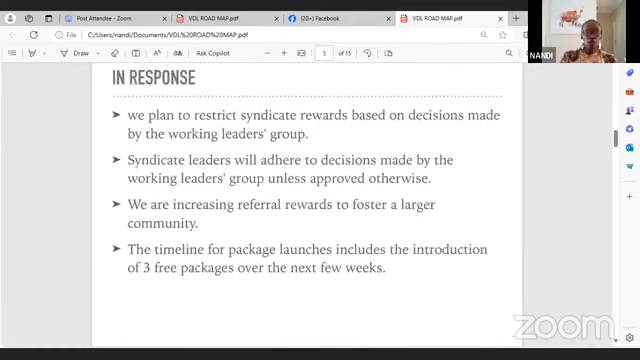 Post Attendee - Zoom
VDL ROAD MAP.pdf
(20+) Facebook
VDL ROAD MAP.pdf
C:/Users/nandi/Documents/VDL%20ROAD%20MAP.pdf
Draw
Ask Copilot
5 of 15
NANDI
IN RESPONSE
➤ we plan to restrict syndicate rewards based on decisions made
by the working leaders' group.
➤ Syndicate leaders will adhere to decisions made by the
working leaders' group unless approved otherwise.
➤ We are increasing referral rewards to foster a larger
community.
➤ The timeline for package launches includes the introduction
of 3 free packages over the next few weeks.
zoom